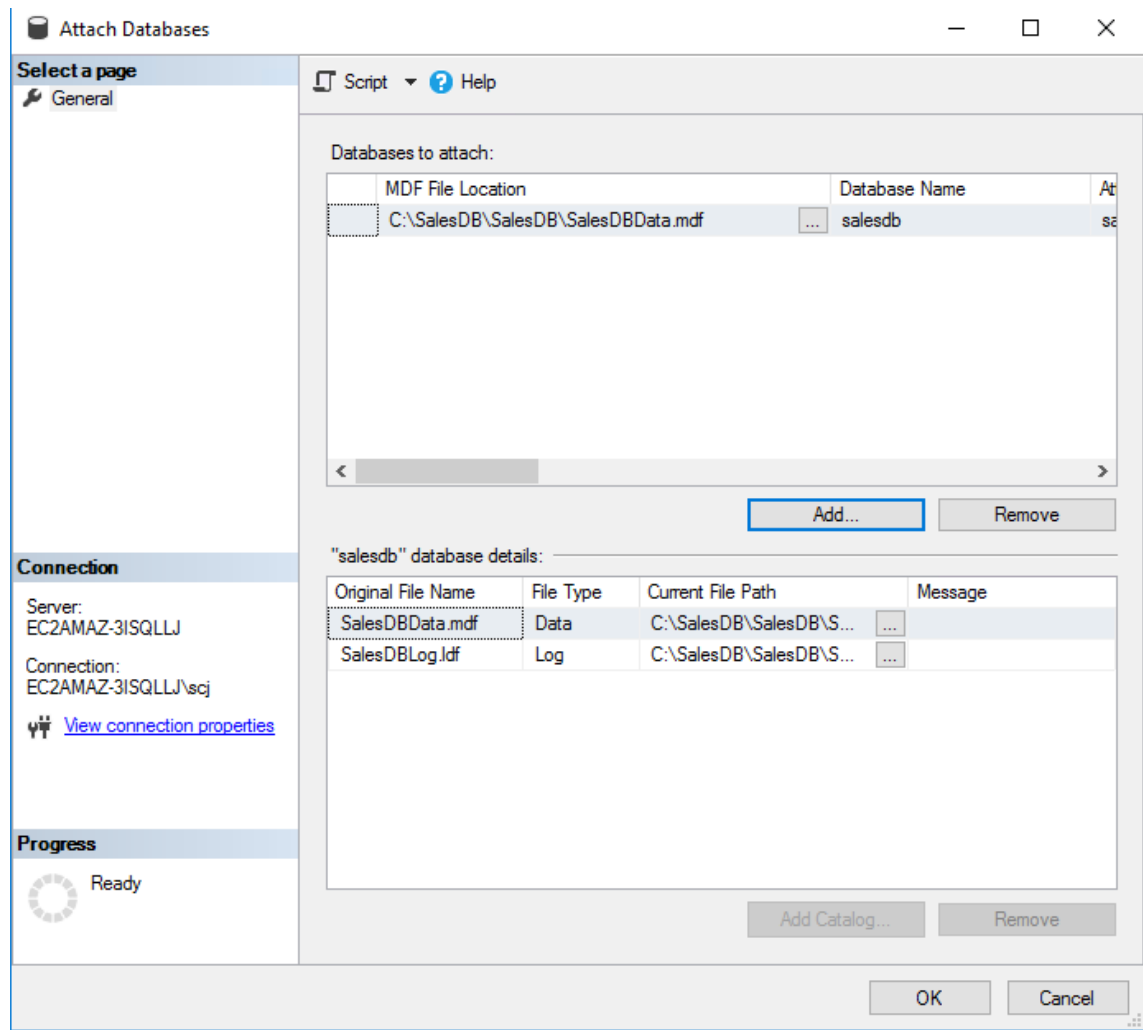 Attach Databases
Select a page
General
Script
Help
Databases to attach:
MDF File Location Database Name At
C:\SalesDB\SalesDB\SalesDBData.mdf ... salesdb sa
Add... Remove
"salesdb" database details:
Original File Name File Type Current File Path Message
SalesDBData.mdf Data C:\SalesDB\SalesDB\S... ...
SalesDBLog.ldf Log C:\SalesDB\SalesDB\S... ...
Add Catalog... Remove
Connection
Server:
EC2AMAZ-3ISQLLJ
Connection:
EC2AMAZ-3ISQLLJ\scj
View connection properties
Progress
Ready
OK Cancel